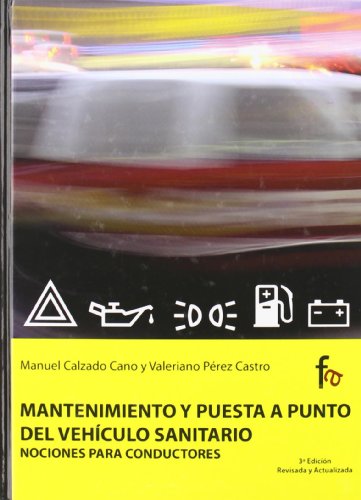 Manuel Calzado Cano y Valeriano Pérez Castro
fa
MANTENIMIENTO Y PUESTA A PUNTO
DEL VEHÍCULO SANITARIO
NOCIONES PARA CONDUCTORES
3ª Edición
Revisada y Actualizada